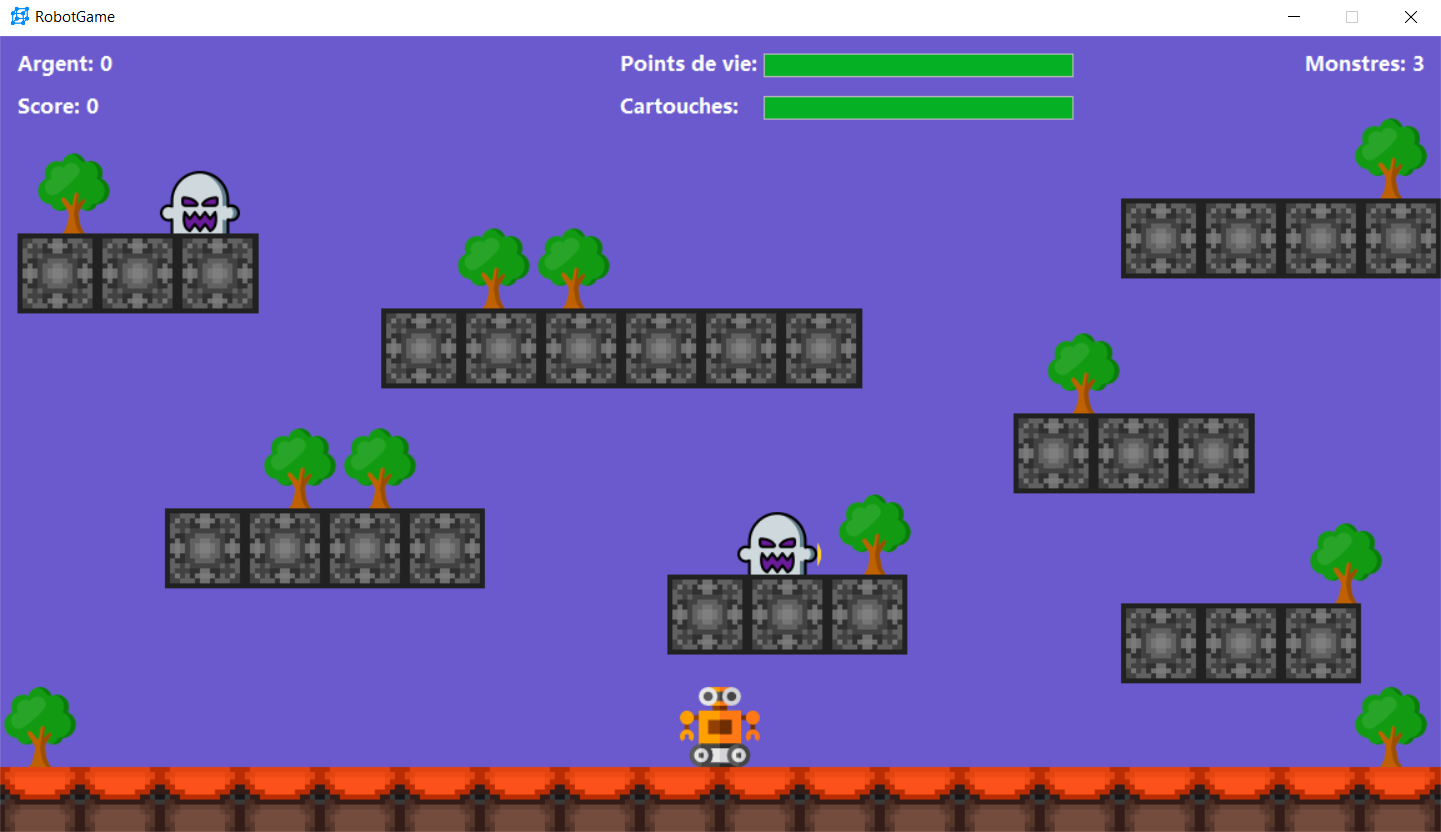 RobotGame
Argent: 0
Points de vie:
Monstres: 3
Score: 0
Cartouches: